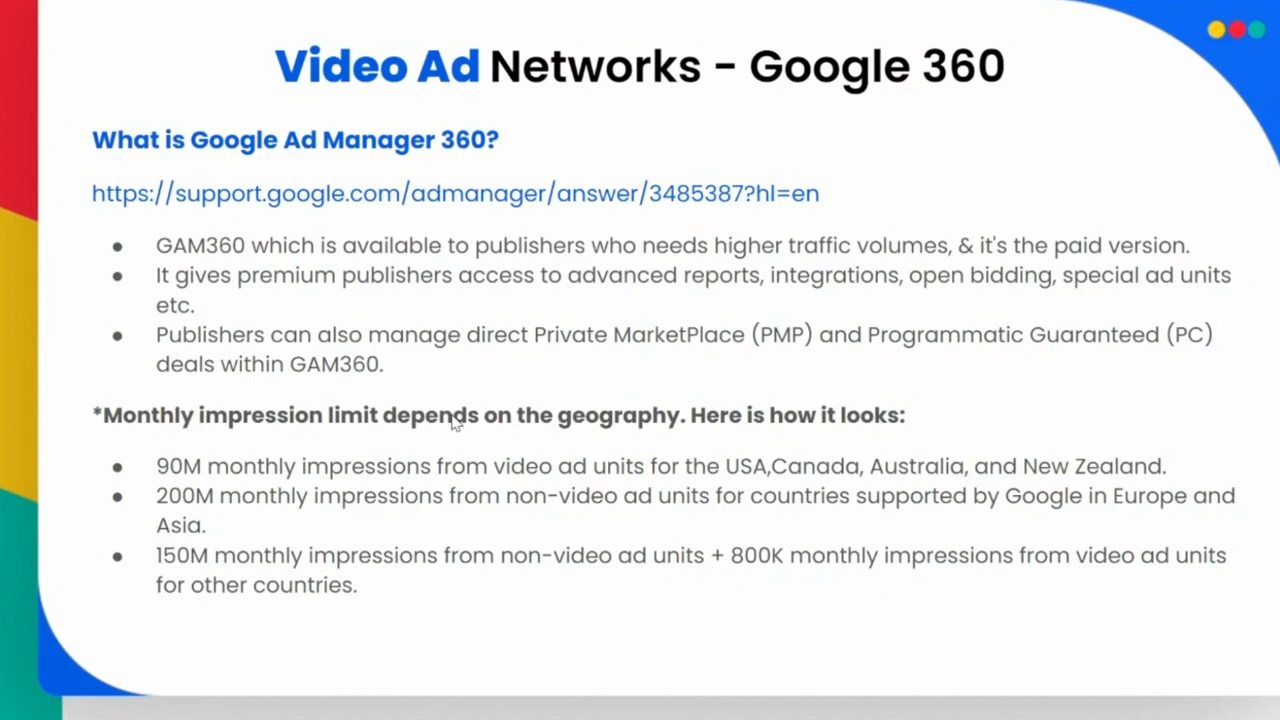 Video Ad Networks - Google 360
What is Google Ad Manager 360?
https://support.google.com/admanager/answer/3485387?hl=en
● GAM360 which is available to publishers who needs higher traffic volumes, & it's the paid version.
● It gives premium publishers access to advanced reports, integrations, open bidding, special ad units
etc.
● Publishers can also manage direct Private MarketPlace (PMP) and Programmatic Guaranteed (PC)
deals within GAM360.
*Monthly impression limit depends on the geography. Here is how it looks:
● 90M monthly impressions from video ad units for the USA,Canada, Australia, and New Zealand.
● 200M monthly impressions from non-video ad units for countries supported by Google in Europe and
Asia.
● 150M monthly impressions from non-video ad units + 800K monthly impressions from video ad units
for other countries.